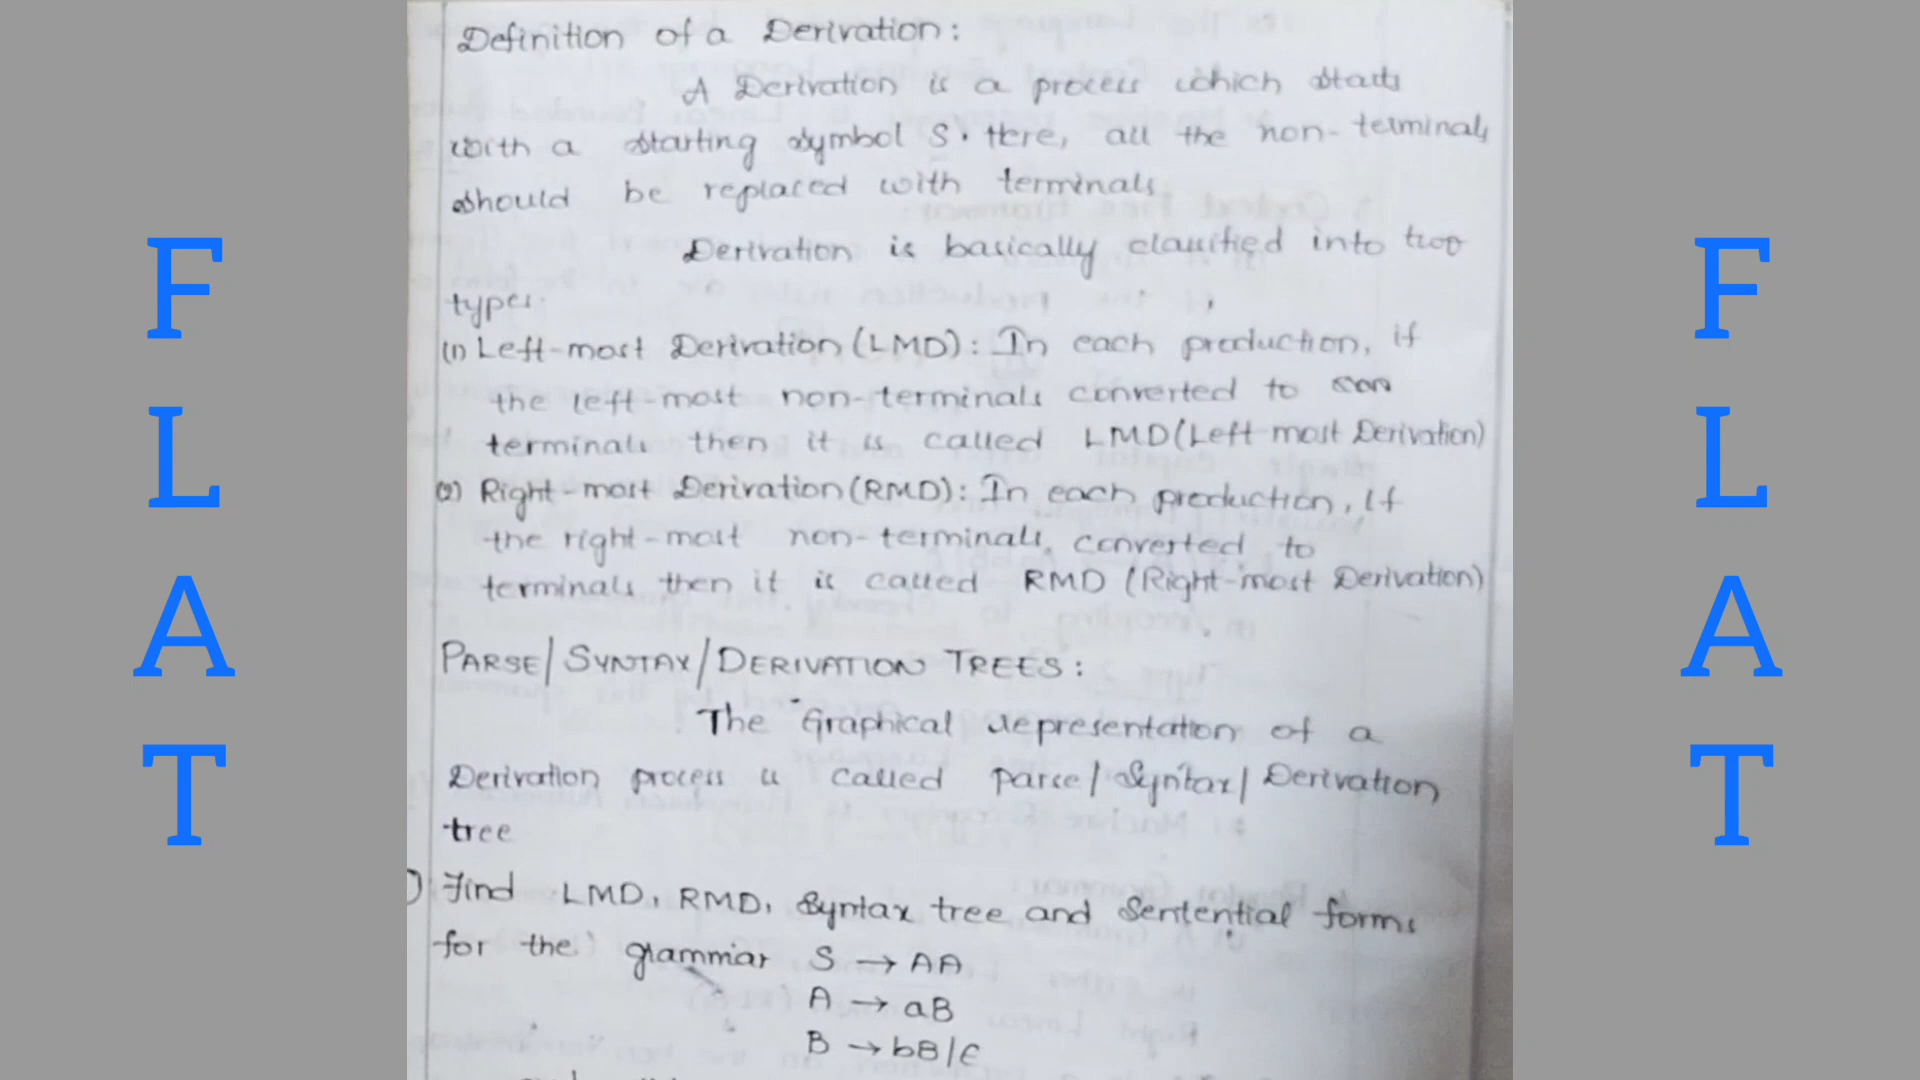 F
L
A
T
Definition of a Derivation:
A Derivation is a process which starts
with a starting symbol S. Here, all the non-terminals
should be replaced with terminals
Derivation is basically classified into two
types.
(1) Left-most Derivation (LMD): In each production, if
the left-most non-terminals converted to
terminals then it is called LMD (Left most Derivation)
(2) Right-most Derivation (RMD): In each production, if
the right-most non-terminals, converted to
terminals then it is called RMD (Right-most Derivation)
PARSE/SYNTAX/DERIVATION TREES:
The Graphical representation of a
Derivation process is called parse/Syntax/Derivation
tree
) Find LMD, RMD, Syntax tree and Sentential forms
for the grammar S → AA
A → aB
B → bB/ε
F
L
A
T